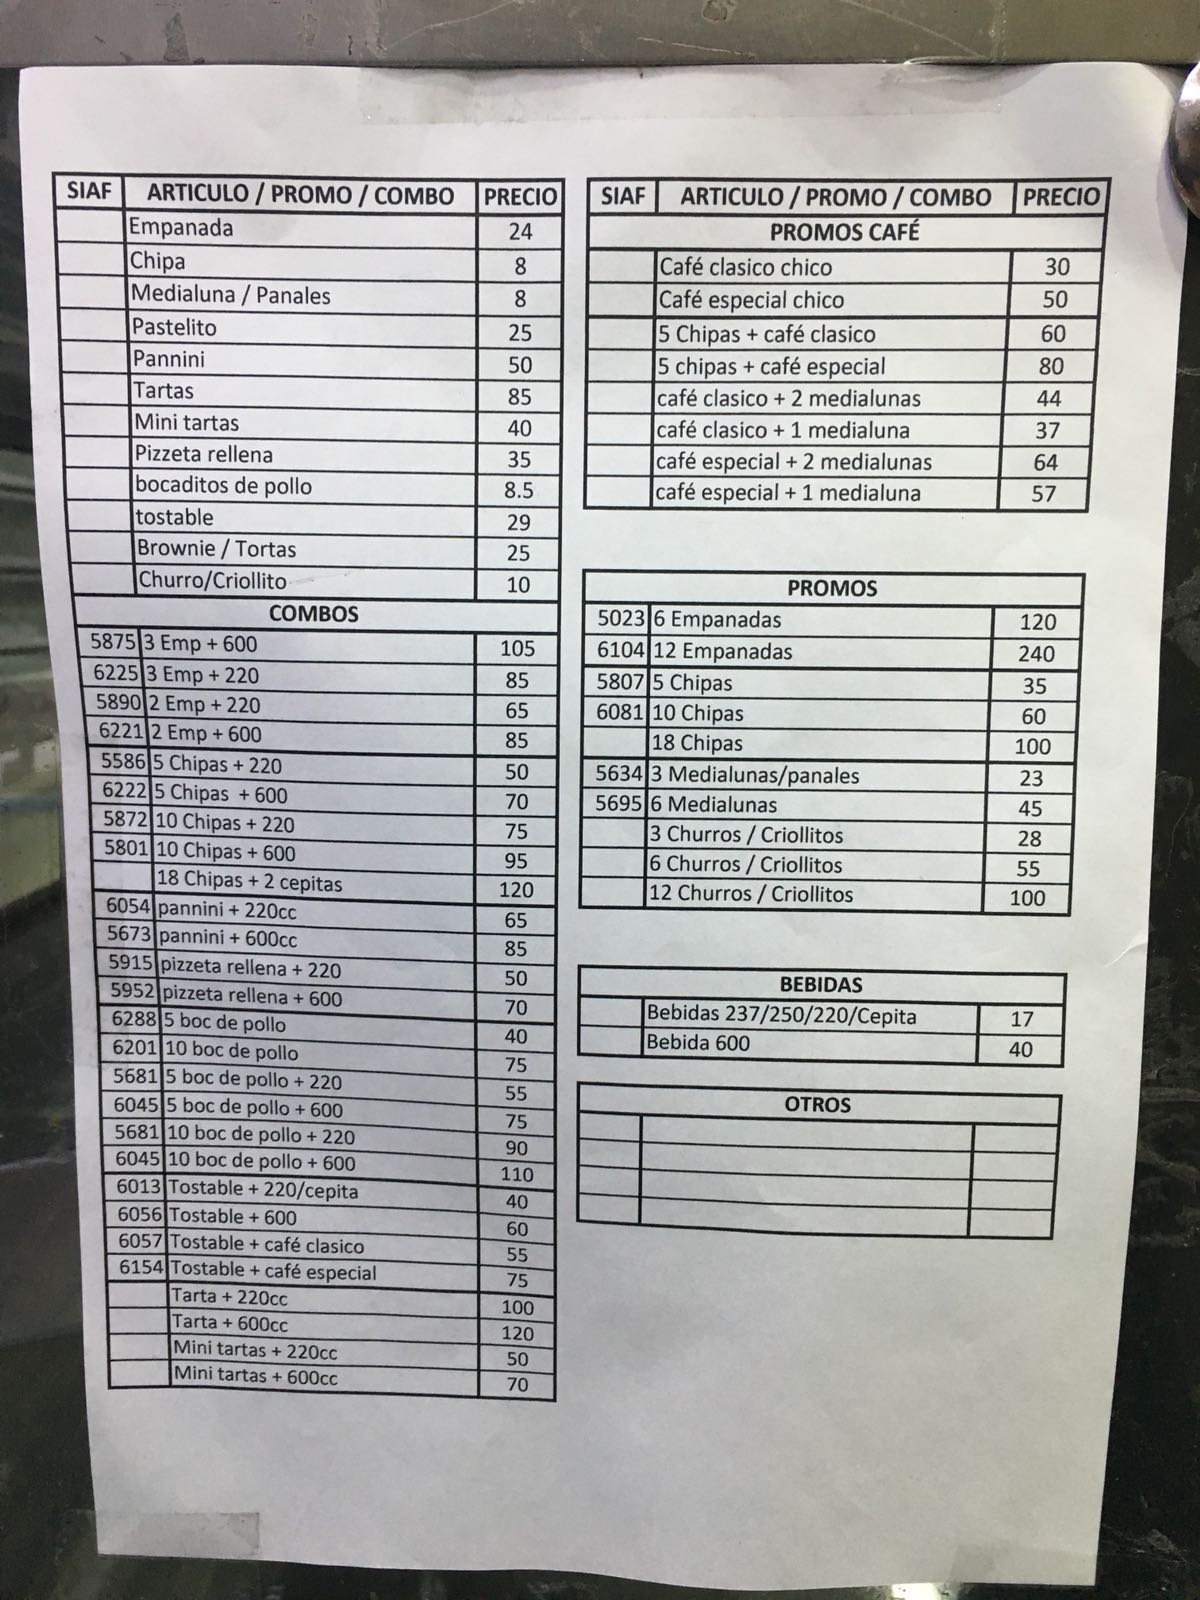 SIAF ARTICULO / PROMO / COMBO PRECIO
Empanada 24
Chipa 8
Medialuna / Panales 8
Pastelito 25
Pannini 50
Tartas 85
Mini tartas 40
Pizzeta rellena 35
bocaditos de pollo 8.5
tostable 29
Brownie / Tortas 25
Churro/Criollito 10
COMBOS
5875 3 Emp + 600 105
6225 3 Emp + 220 85
5890 2 Emp + 220 65
6221 2 Emp + 600 85
5586 5 Chipas + 220 50
6222 5 Chipas + 600 70
5872 10 Chipas + 220 75
5801 10 Chipas + 600 95
18 Chipas + 2 cepitas 120
6054 pannini + 220cc 65
5673 pannini + 600cc 85
5915 pizzeta rellena + 220 50
5952 pizzeta rellena + 600 70
6288 5 boc de pollo 40
6201 10 boc de pollo 75
5681 5 boc de pollo + 220 55
6045 5 boc de pollo + 600 75
5681 10 boc de pollo + 220 90
6045 10 boc de pollo + 600 110
6013 Tostable + 220/cepita 40
6056 Tostable + 600 60
6057 Tostable + café clasico 55
6154 Tostable + café especial 75
Tarta + 220cc 100
Tarta + 600cc 120
Mini tartas + 220cc 50
Mini tartas + 600cc 70
SIAF ARTICULO / PROMO / COMBO PRECIO
PROMOS CAFÉ
Café clasico chico 30
Café especial chico 50
5 Chipas + café clasico 60
5 chipas + café especial 80
café clasico + 2 medialunas 44
café clasico + 1 medialuna 37
café especial + 2 medialunas 64
café especial + 1 medialuna 57
PROMOS
5023 6 Empanadas 120
6104 12 Empanadas 240
5807 5 Chipas 35
6081 10 Chipas 60
18 Chipas 100
5634 3 Medialunas/panales 23
5695 6 Medialunas 45
3 Churros / Criollitos 28
6 Churros / Criollitos 55
12 Churros / Criollitos 100
BEBIDAS
Bebidas 237/250/220/Cepita 17
Bebida 600 40
OTROS